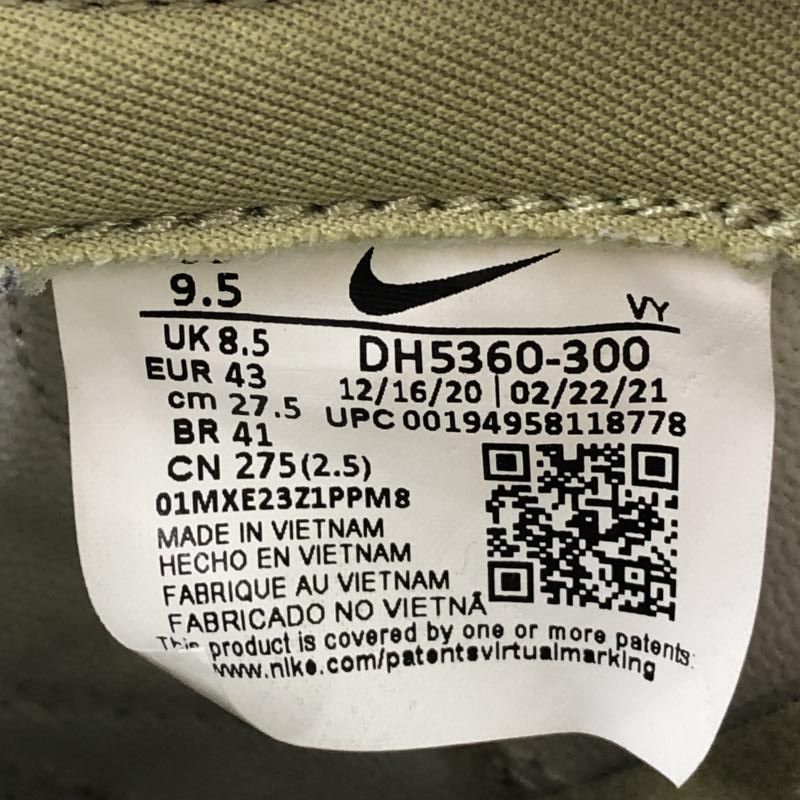 9.5
VY
UK 8.5
DH5360-300
EUR 43
12/16/20 | 02/22/21
cm 27.5
UPC 00194958118778
BR 41
CN 275(2.5)
01MXE23Z1PPM8
MADE IN VIETNAM
HECHO EN VIETNAM
FABRIQUE AU VIETNAM
FABRICADO NO VIETNÃ
This product is covered by one or more patents:
www.nike.com/patentsvirtualmarking